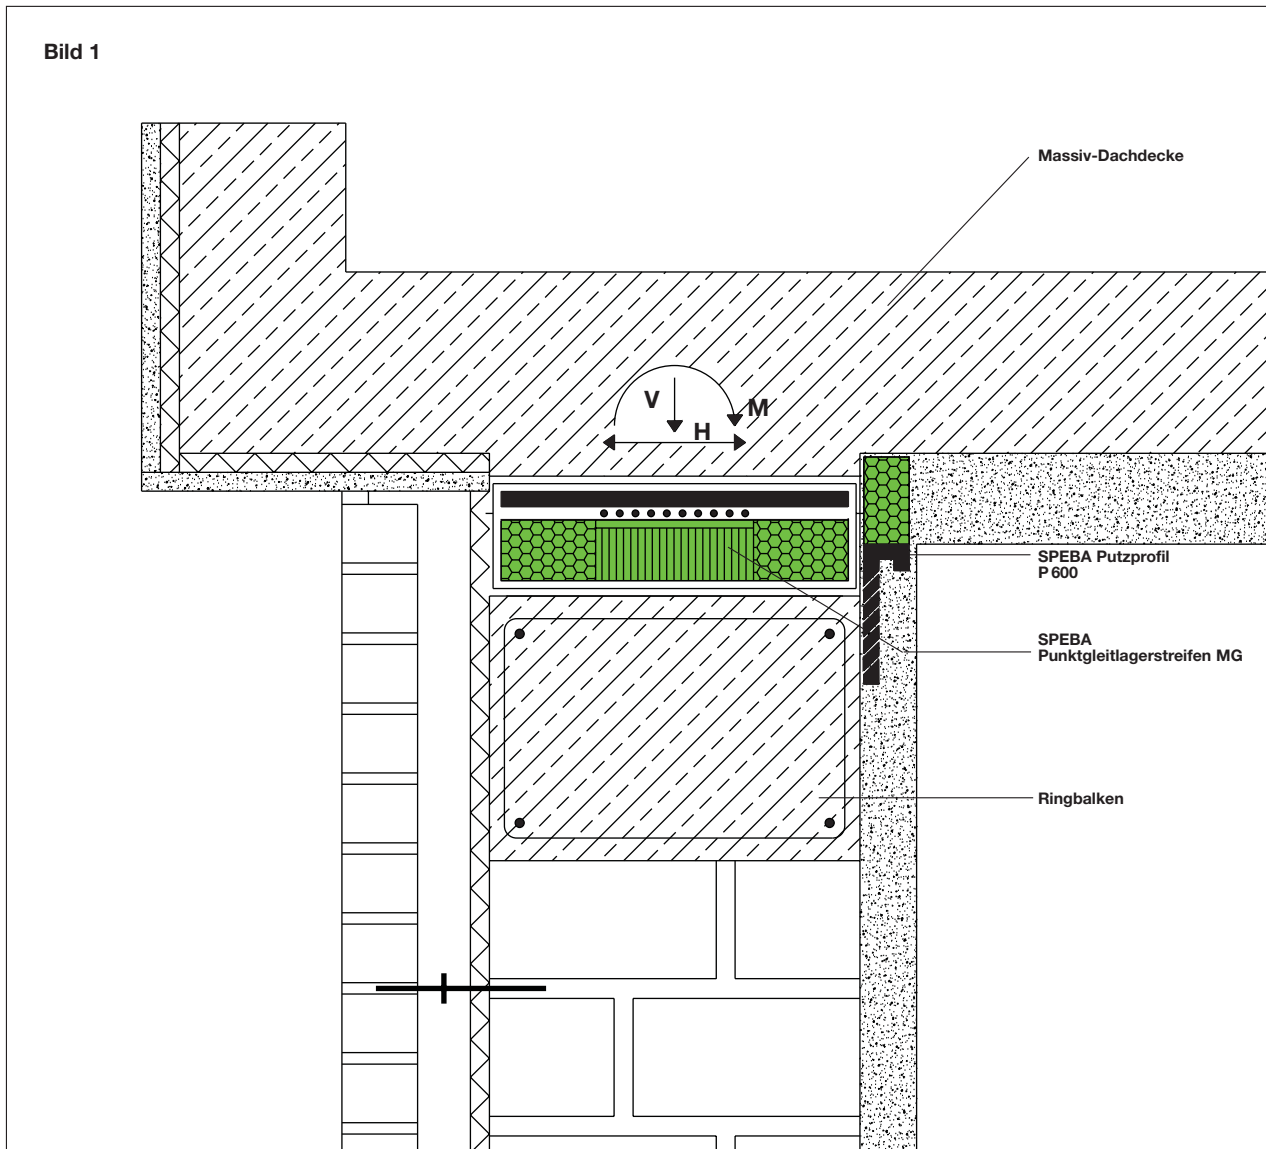 Bild 1
Massiv-Dachdecke
V
M
H
SPEBA Putzprofil
P 600
SPEBA
Punktgleitlagerstreifen MG
Ringbalken